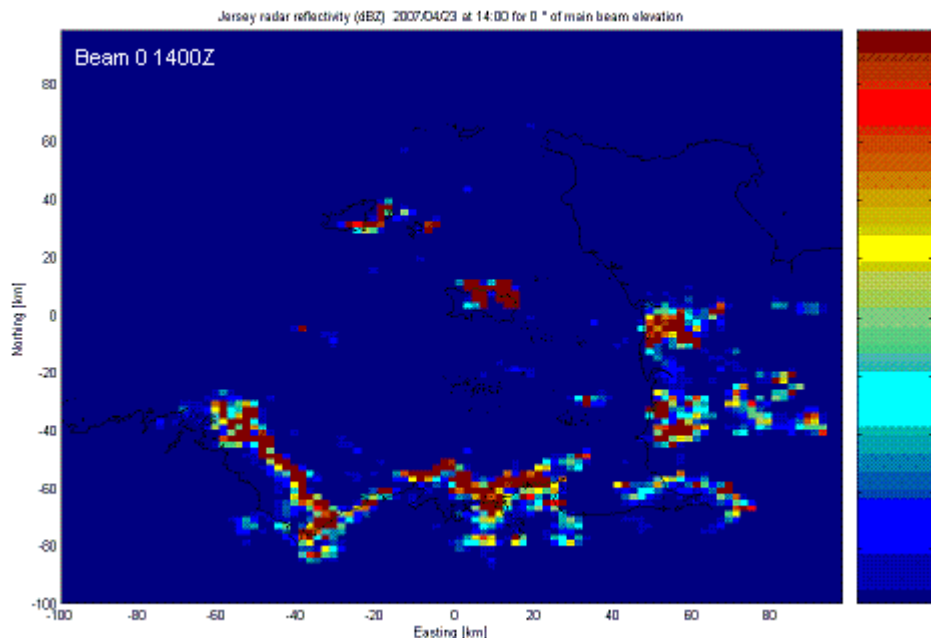 Jersey radar reflectivity (dBZ) 2007/04/23 at 14:00 for 0 ° of main beam elevation
Beam 0 1400Z
80
60
40
20
0
-20
-40
-60
-80
-100
Northing [km]
-100 -80 -60 -40 -20 0 20 40 60 80
Easting [km]